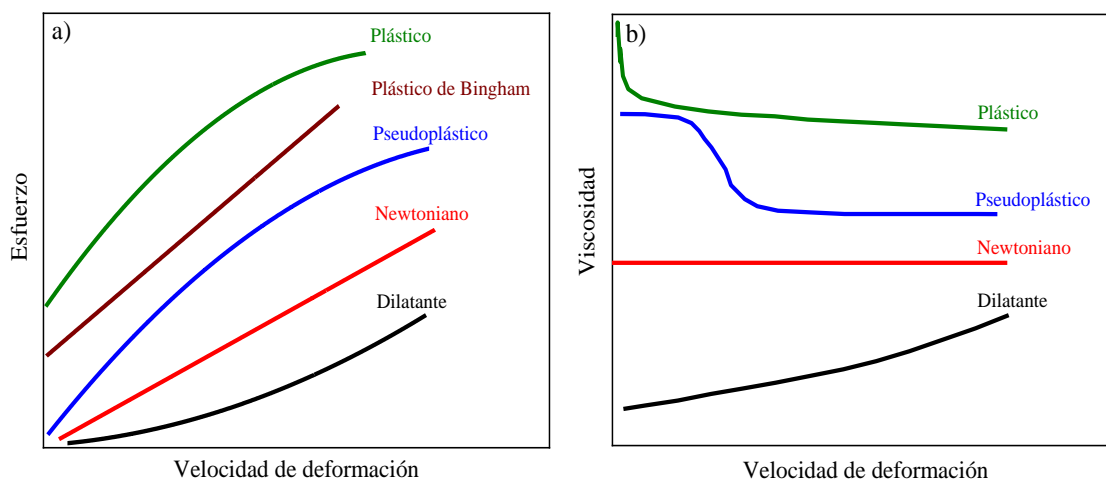 a)
Plástico
Plástico de Bingham
Pseudoplástico
Newtoniano
Dilatante
Esfuerzo
Velocidad de deformación
b)
Plástico
Pseudoplástico
Newtoniano
Dilatante
Viscosidad
Velocidad de deformación